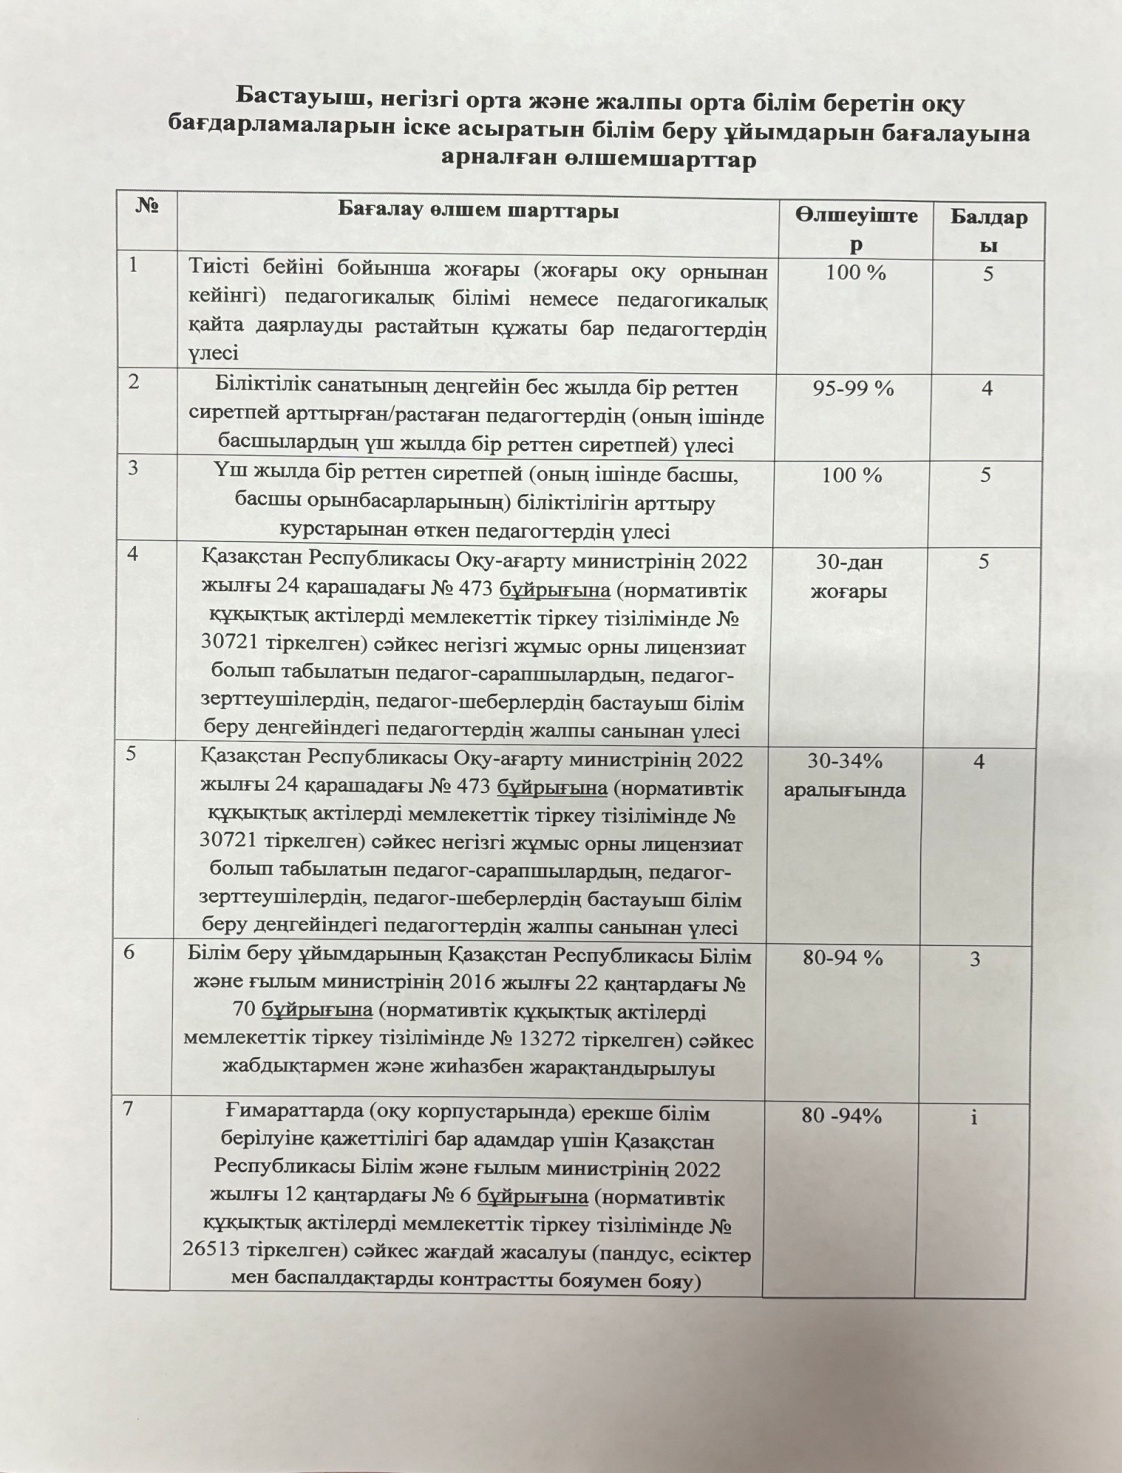 Бастауыш, негізгі орта және жалпы орта білім беретін оқу
бағдарламаларын іске асыратын білім беру ұйымдарын бағалауына
арналған өлшемшарттар
№
Бағалау өлшем шарттары
Өлшеуіште
р
Балдар
ы
1
Тиісті бейіні бойынша жоғары (жоғары оқу орнынан
кейінгі) педагогикалық білімі немесе педагогикалық
қайта даярлауды растайтын құжаты бар педагогтердің
үлесі
100 %
5
2
Біліктілік санатының деңгейін бес жылда бір реттен
сиретпей арттырған/растаған педагогтердің (оның ішінде
басшылардың үш жылда бір реттен сиретпей) үлесі
95-99 %
4
3
Үш жылда бір реттен сиретпей (оның ішінде басшы,
басшы орынбасарларының) біліктілігін арттыру
курстарынан өткен педагогтердің үлесі
100 %
5
4
Қазақстан Республикасы Оқу-ағарту министрінің 2022
жылғы 24 қарашадағы № 473 бұйрығына (нормативтік
құқықтық актілерді мемлекеттік тіркеу тізілімінде №
30721 тіркелген) сәйкес негізгі жұмыс орны лицензиат
болып табылатын педагог-сарапшылардың, педагог-
зерттеушілердің, педагог-шеберлердің бастауыш білім
беру деңгейіндегі педагогтердің жалпы санынан үлесі
30-дан
жоғары
5
5
Қазақстан Республикасы Оқу-ағарту министрінің 2022
жылғы 24 қарашадағы № 473 бұйрығына (нормативтік
құқықтық актілерді мемлекеттік тіркеу тізілімінде №
30721 тіркелген) сәйкес негізгі жұмыс орны лицензиат
болып табылатын педагог-сарапшылардың, педагог-
зерттеушілердің, педагог-шеберлердің бастауыш білім
беру деңгейіндегі педагогтердің жалпы санынан үлесі
30-34%
аралығында
4
6
Білім беру ұйымдарының Қазақстан Республикасы Білім
және ғылым министрінің 2016 жылғы 22 қаңтардағы №
70 бұйрығына (нормативтік құқықтық актілерді
мемлекеттік тіркеу тізілімінде № 13272 тіркелген) сәйкес
жабдықтармен және жиһазбен жарақтандырылуы
80-94 %
3
7
Ғимараттарда (оқу корпустарында) ерекше білім
берілуіне қажеттілігі бар адамдар үшін Қазақстан
Республикасы Білім және ғылым министрінің 2022
жылғы 12 қаңтардағы № 6 бұйрығына (нормативтік
құқықтық актілерді мемлекеттік тіркеу тізілімінде №
26513 тіркелген) сәйкес жағдай жасалуы (пандус, есіктер
мен баспалдақтарды контрастты бояумен бояу)
80 -94%
і